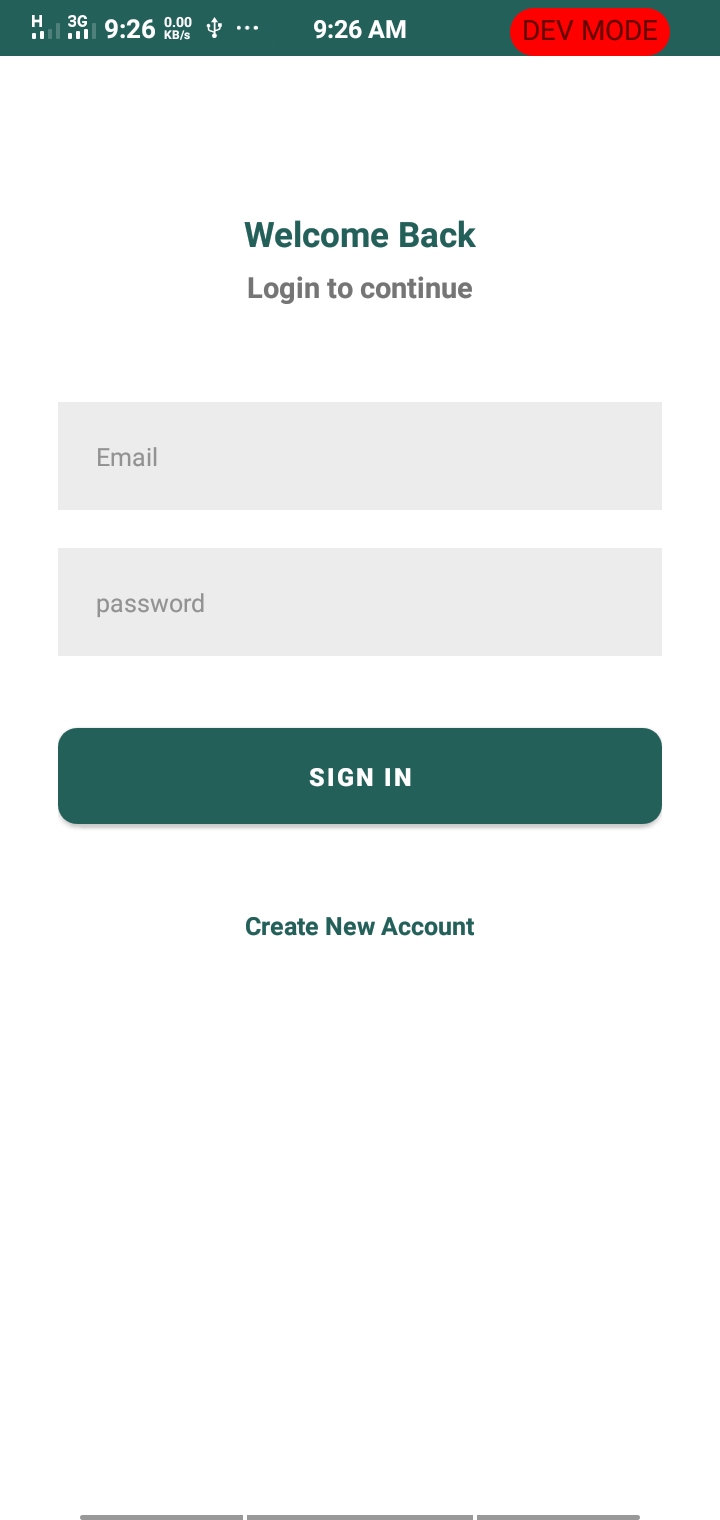 H 3G 9:26 0.00 KB/s ... 9:26 AM DEV MODE
Welcome Back
Login to continue
Email
password
SIGN IN
Create New Account